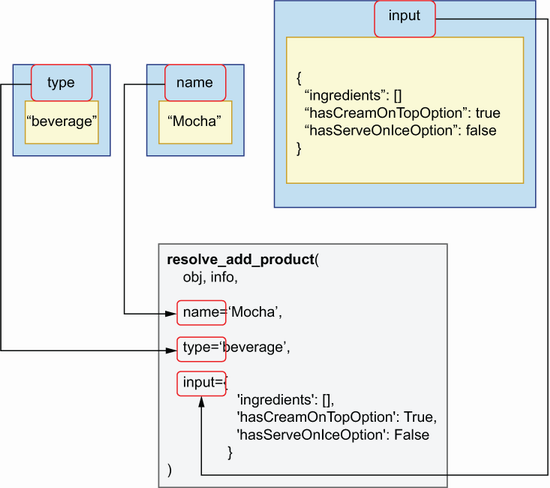 input
type
name
"beverage"
"Mocha"
{
“ingredients”: []
“hasCreamOnTopOption”: true
“hasServeOnIceOption”: false
}
resolve_add_product(
obj, info,
name=‘Mocha’,
type=‘beverage’,
input={
'ingredients': [],
'hasCreamOnTopOption': True,
'hasServeOnIceOption': False
}
)